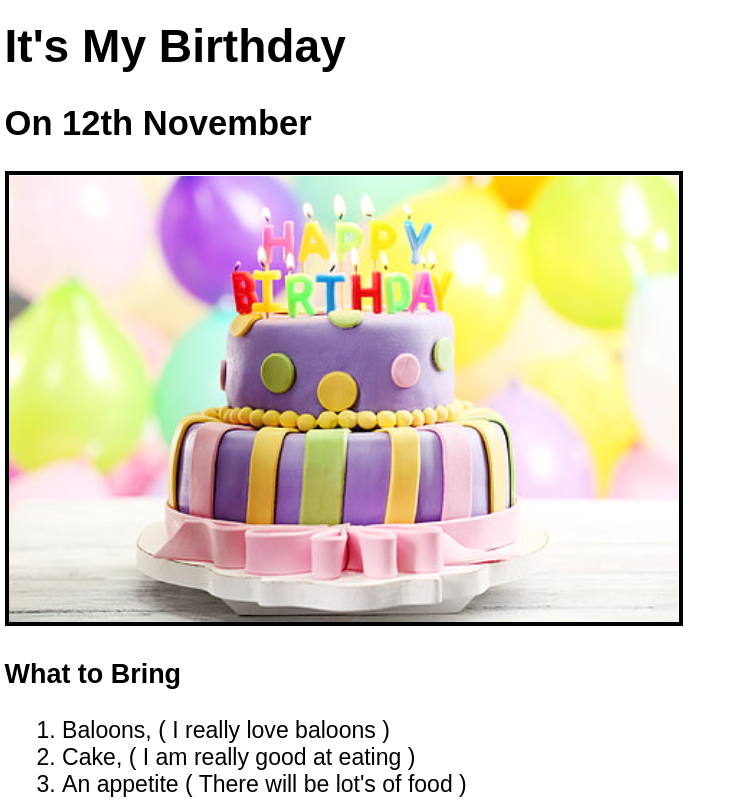 It's My Birthday
On 12th November
HAPPY
BIRTHDAY
What to Bring
1. Baloons, ( I really love baloons )
2. Cake, ( I am really good at eating )
3. An appetite ( There will be lot's of food )